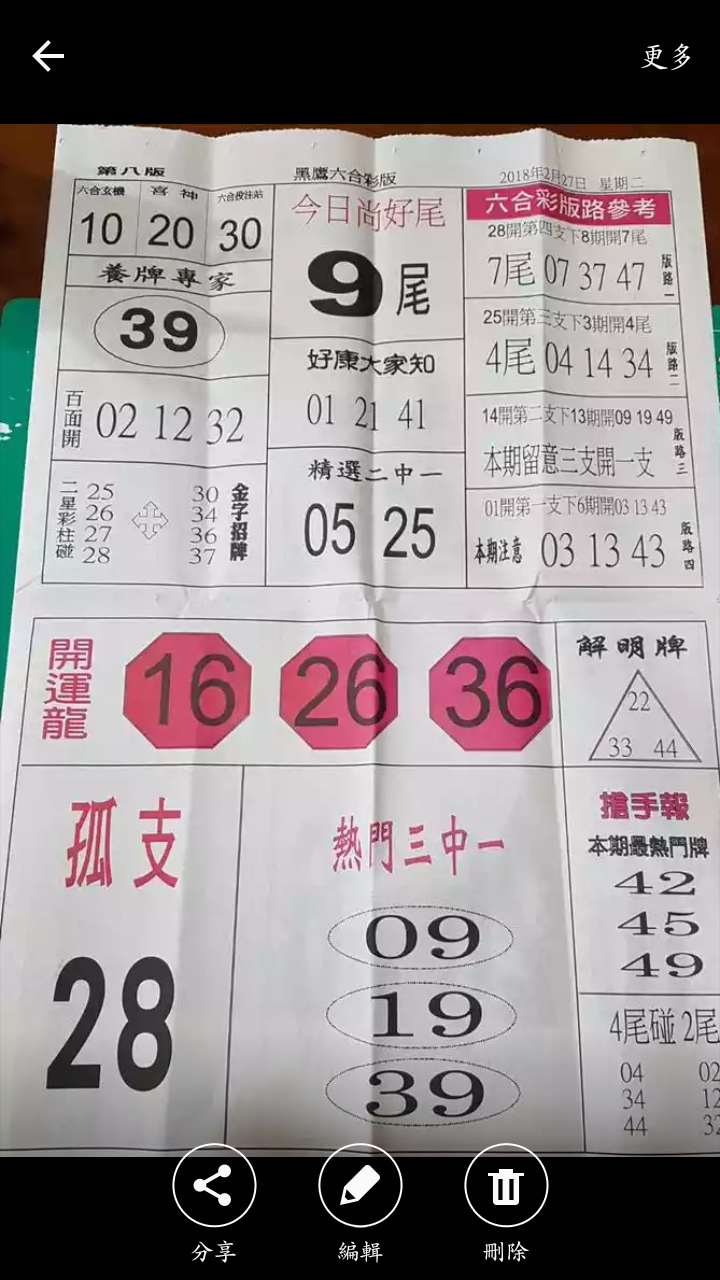 更多
第八版
黑鷹六合彩版
2018年2月27日 星期二
六合玄機
喜神
六合投注站
10 20 30
養牌專家
39
百面開
02 12 32
二星彩柱碰
25
26
27
28
30
34
36
37
金字招牌
今日尚好尾
9尾
好康大家知
01 21 41
精選二中一
05 25
六合彩版路參考
28開第四支下8期開7尾
7尾 07 37 47
版路一
25開第三支下3期開4尾
4尾 04 14 34
版路二
14開第二支下13期開09 19 49
本期留意三支開一支
版路三
01開第一支下6期開03 13 43
本期注意 03 13 43
版路四
開運龍
16 26 36
解明牌
22
33 44
孤支
28
熱門三中一
09
19
39
搶手報
本期最熱門牌
42
45
49
4尾碰 2尾
04 02
34 12
44 32
分享
編輯
刪除